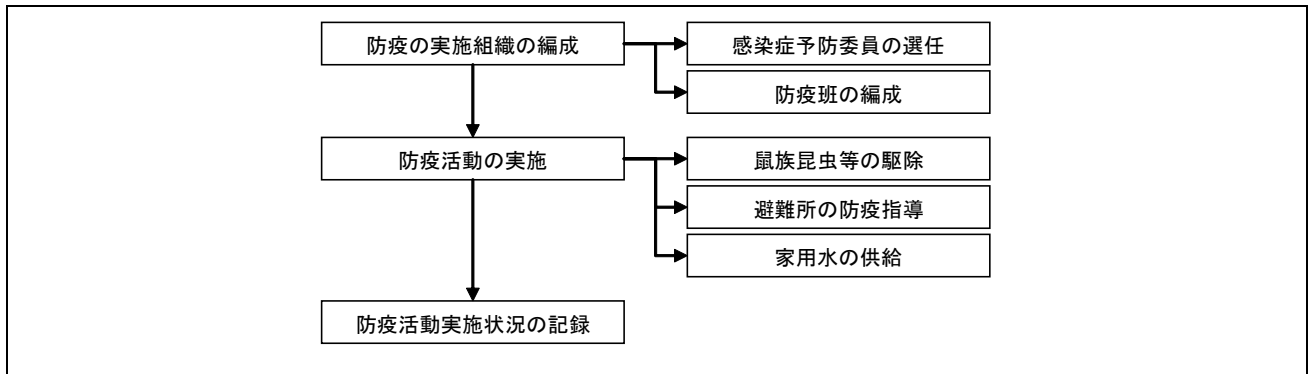 防疫の実施組織の編成
感染症予防委員の選任
防疫班の編成
防疫活動の実施
鼠族昆虫等の駆除
避難所の防疫指導
家用水の供給
防疫活動実施状況の記録